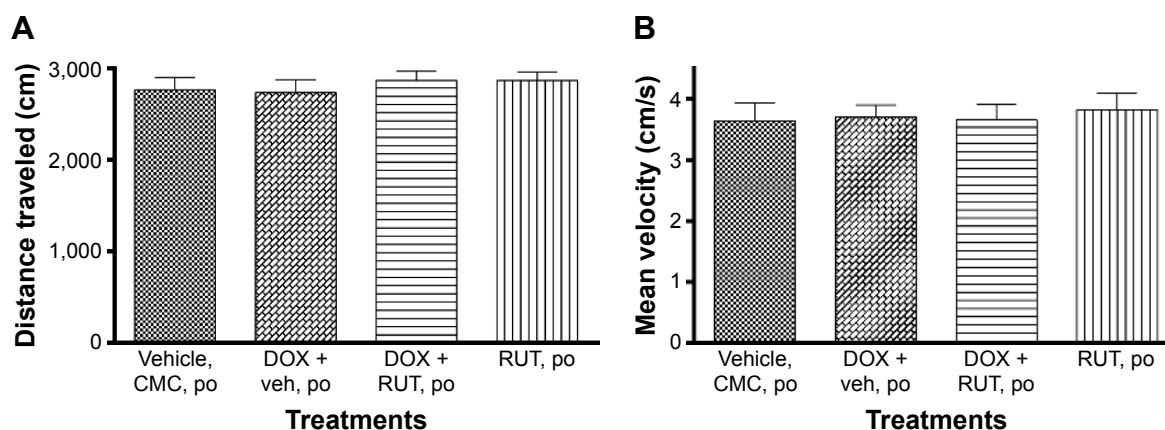 A
Distance traveled (cm)
3,000
2,000
1,000
0
Vehicle,
CMC, po
DOX +
veh, po
DOX +
RUT, po
RUT, po
Treatments
B
Mean velocity (cm/s)
4
3
2
1
0
Vehicle,
CMC, po
DOX +
veh, po
DOX +
RUT, po
RUT, po
Treatments